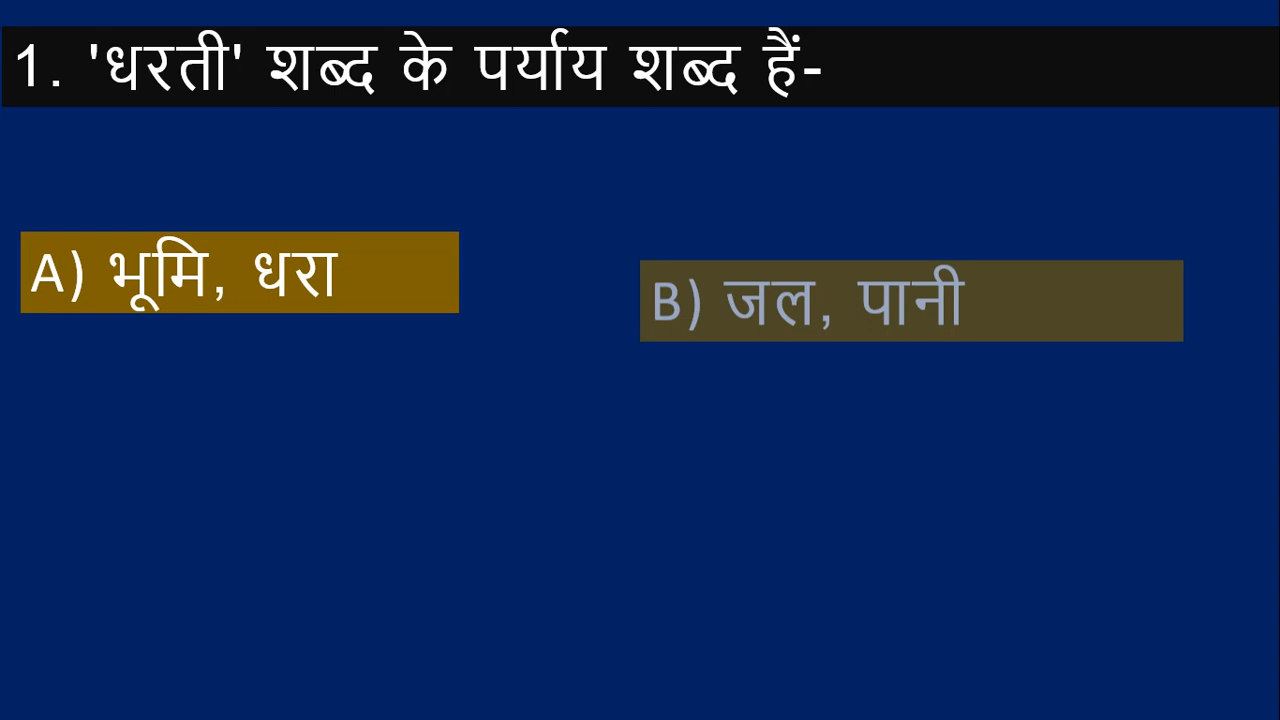 1. 'धरती' शब्द के पर्याय शब्द हैं-
A) भूमि, धरा
B) जल, पानी